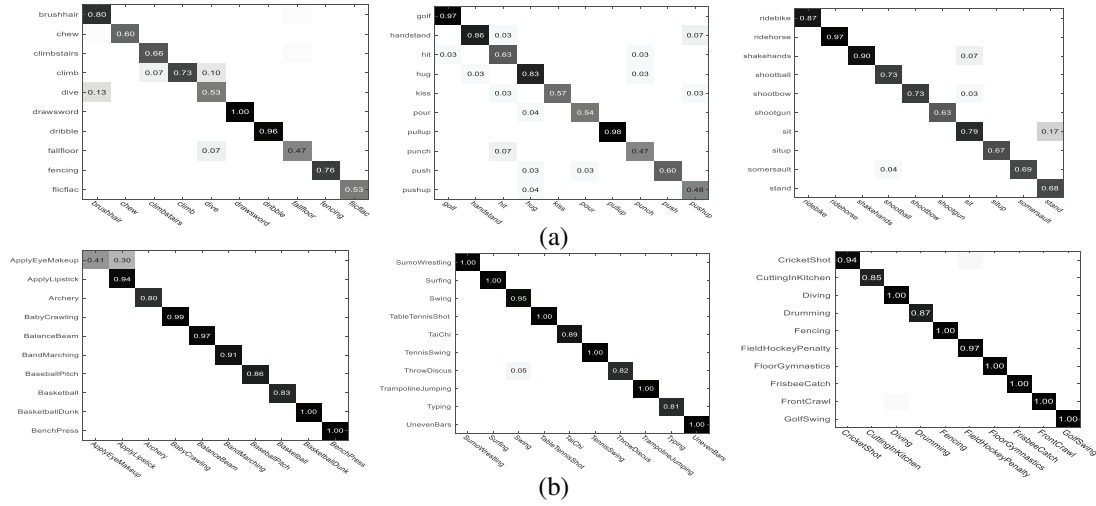 brushhair 0.80
chew 0.60
climbstairs 0.66
climb 0.07 0.73 0.10
dive 0.13 0.53
drawsword 1.00
dribble 0.96
fallfloor 0.07 0.47
fencing 0.76
flicflac 0.53
brushhair chew climbstairs climb dive drawsword dribble fallfloor fencing flicflac
golf 0.97
handstand 0.86 0.03 0.07
hit 0.03 0.63 0.03
hug 0.03 0.83 0.03
kiss 0.03 0.57 0.03
pour 0.04 0.54
pullup 0.98
punch 0.07 0.47
push 0.03 0.03 0.60
pushup 0.04 0.48
golf handstand hit hug kiss pour pullup punch push pushup
ridebike 0.87
ridehorse 0.97
shakehands 0.90 0.07
shootball 0.73
shootbow 0.73 0.03
shootgun 0.63
sit 0.79 0.17
situp 0.67
somersault 0.04 0.69
stand 0.68
ridebike ridehorse shakehands shootball shootbow shootgun sit situp somersault stand
(a)
ApplyEyeMakeup 0.41 0.30
ApplyLipstick 0.94
Archery 0.80
BabyCrawling 0.99
BalanceBeam 0.97
BandMarching 0.91
BaseballPitch 0.86
Basketball 0.83
BasketballDunk 1.00
BenchPress 1.00
ApplyEyeMakeup ApplyLipstick Archery BabyCrawling BalanceBeam BandMarching BaseballPitch Basketball BasketballDunk BenchPress
SumoWrestling 1.00
Surfing 1.00
Swing 0.95
TableTennisShot 1.00
TaiChi 0.89
TennisSwing 1.00
ThrowDiscus 0.05 0.82
TrampolineJumping 1.00
Typing 0.81
UnevenBars 1.00
SumoWrestling Surfing Swing TableTennisShot TaiChi TennisSwing ThrowDiscus TrampolineJumping Typing UnevenBars
CricketShot 0.94
CuttingInKitchen 0.85
Diving 1.00
Drumming 0.87
Fencing 1.00
FieldHockeyPenalty 0.97
FloorGymnastics 1.00
FrisbeeCatch 1.00
FrontCrawl 1.00
GolfSwing 1.00
CricketShot CuttingInKitchen Diving Drumming Fencing FieldHockeyPenalty FloorGymnastics FrisbeeCatch FrontCrawl GolfSwing
(b)